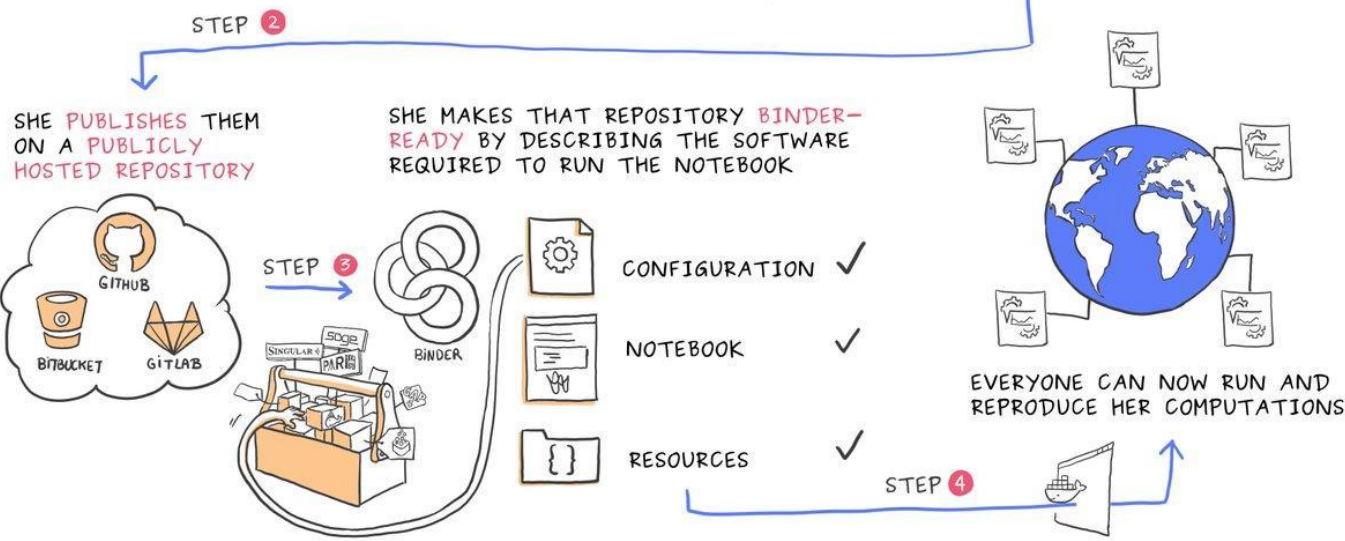 STEP 2
SHE PUBLISHES THEM
ON A PUBLICLY
HOSTED REPOSITORY
GITHUB
BITBUCKET
GITLAB
STEP 3
SHE MAKES THAT REPOSITORY BINDER-
READY BY DESCRIBING THE SOFTWARE
REQUIRED TO RUN THE NOTEBOOK
BINDER
SINGULAR
sage
PARI
CONFIGURATION
NOTEBOOK
{}
RESOURCES
STEP 4
EVERYONE CAN NOW RUN AND
REPRODUCE HER COMPUTATIONS